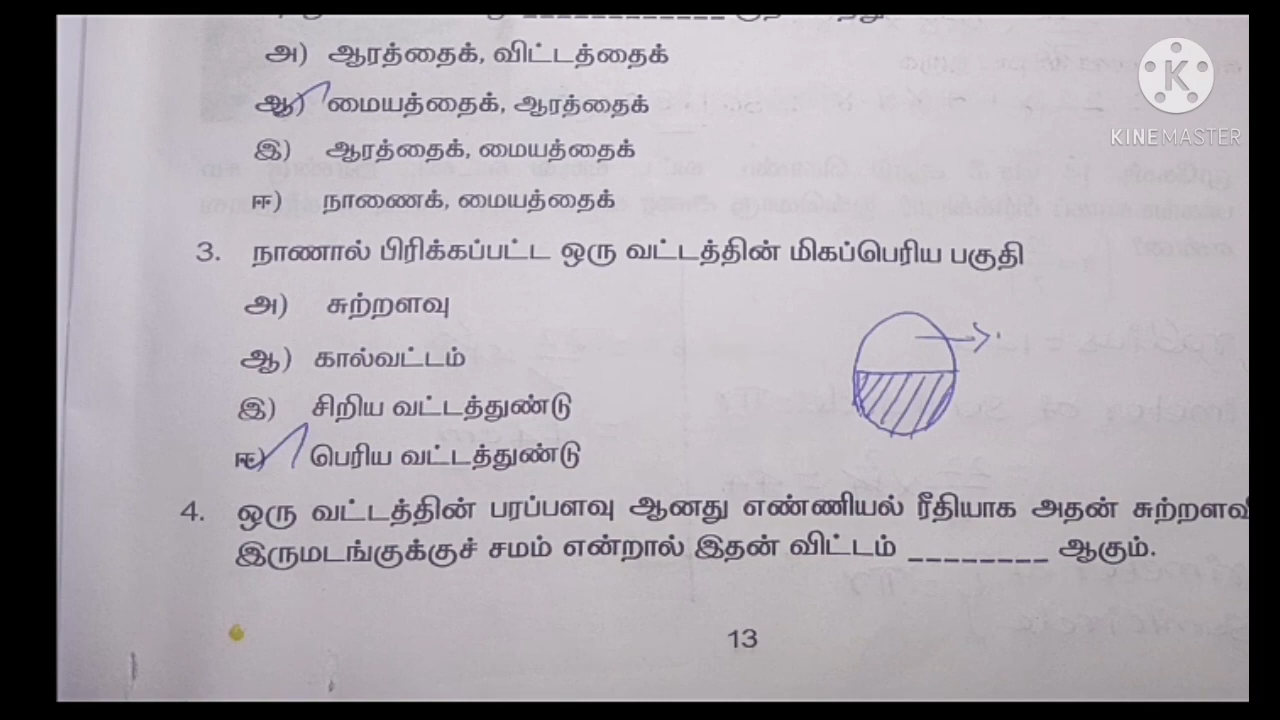 அ) ஆரத்தைக், விட்டத்தைக்
ஆ) மையத்தைக், ஆரத்தைக்
இ) ஆரத்தைக், மையத்தைக்
ஈ) நாணைக், மையத்தைக்
3. நாணால் பிரிக்கப்பட்ட ஒரு வட்டத்தின் மிகப்பெரிய பகுதி
அ) சுற்றளவு
ஆ) கால்வட்டம்
இ) சிறிய வட்டத்துண்டு
ஈ) பெரிய வட்டத்துண்டு
4. ஒரு வட்டத்தின் பரப்பளவு ஆனது எண்ணியல் ரீதியாக அதன் சுற்றளவி
இருமடங்குக்குச் சமம் என்றால் இதன் விட்டம் _________ ஆகும்.
13
K
KINEMASTER